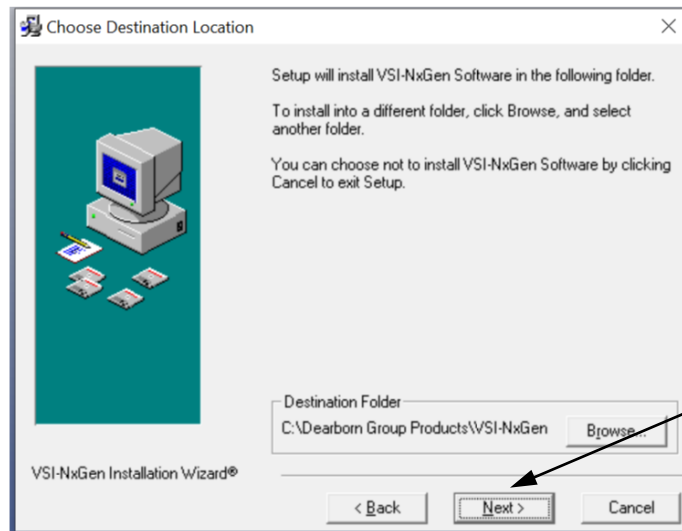 Choose Destination Location
Setup will install VSI-NxGen Software in the following folder.
To install into a different folder, click Browse, and select
another folder.
You can choose not to install VSI-NxGen Software by clicking
Cancel to exit Setup.
Destination Folder
C:\Dearborn Group Products\VSI-NxGen
Browse...
VSI-NxGen Installation Wizard®
< Back
Next >
Cancel